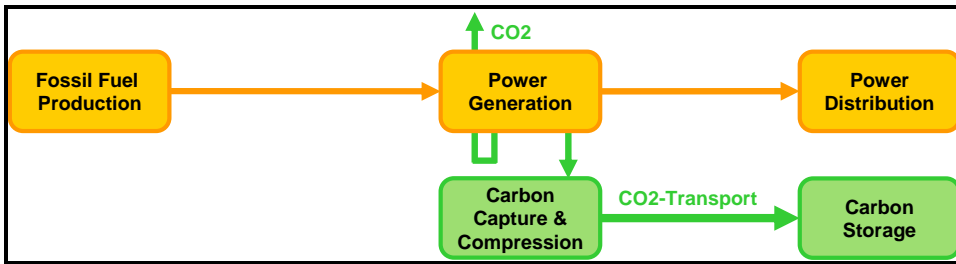 CO2
Fossil Fuel
Production
Power
Generation
Power
Distribution
Carbon
Capture &
Compression
CO2-Transport
Carbon
Storage